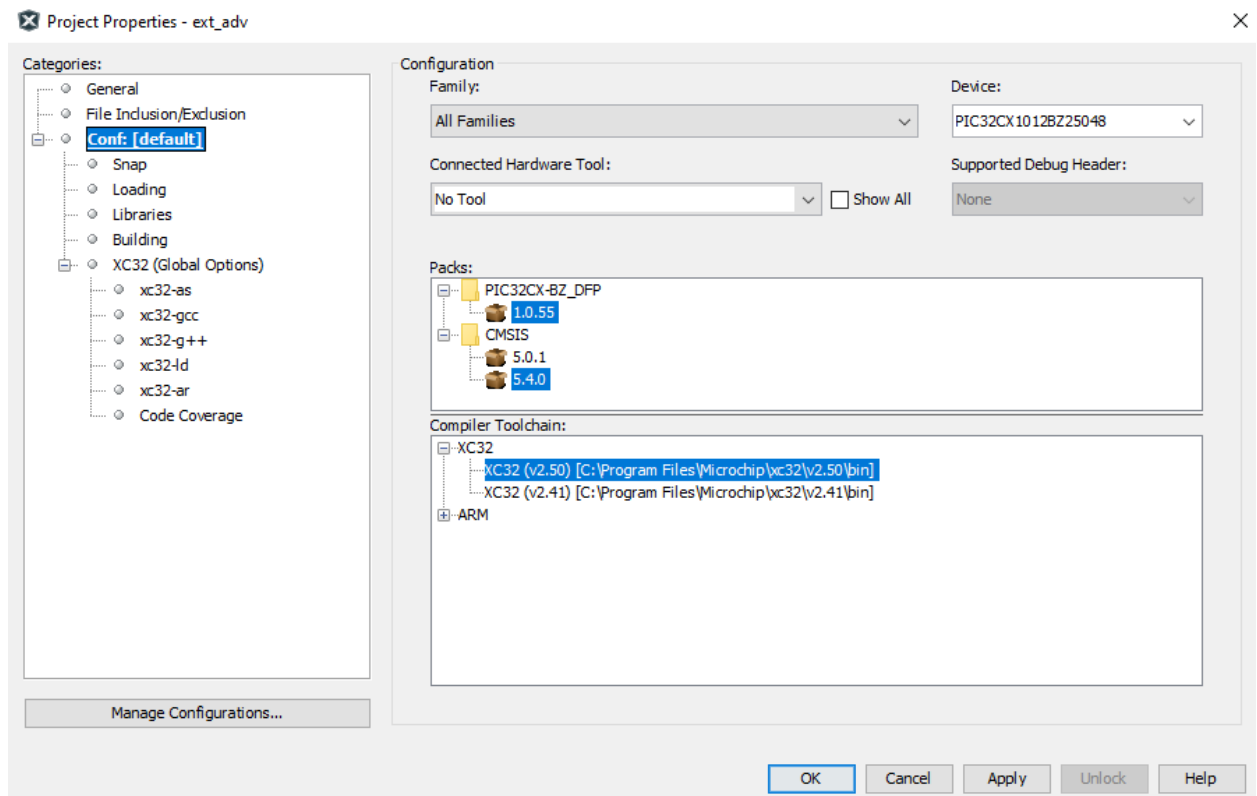 Project Properties - ext_adv
Categories:
General
File Inclusion/Exclusion
Conf: [default]
Snap
Loading
Libraries
Building
XC32 (Global Options)
xc32-as
xc32-gcc
xc32-g++
xc32-ld
xc32-ar
Code Coverage
Manage Configurations...
Configuration
Family:
Device:
All Families
PIC32CX1012BZ25048
Connected Hardware Tool:
Supported Debug Header:
No Tool
Show All
None
Packs:
PIC32CX-BZ_DFP
1.0.55
CMSIS
5.0.1
5.4.0
Compiler Toolchain:
XC32
XC32 (v2.50) [C:\Program Files\Microchip\xc32\v2.50\bin]
XC32 (v2.41) [C:\Program Files\Microchip\xc32\v2.41\bin]
ARM
OK
Cancel
Apply
Unlock
Help